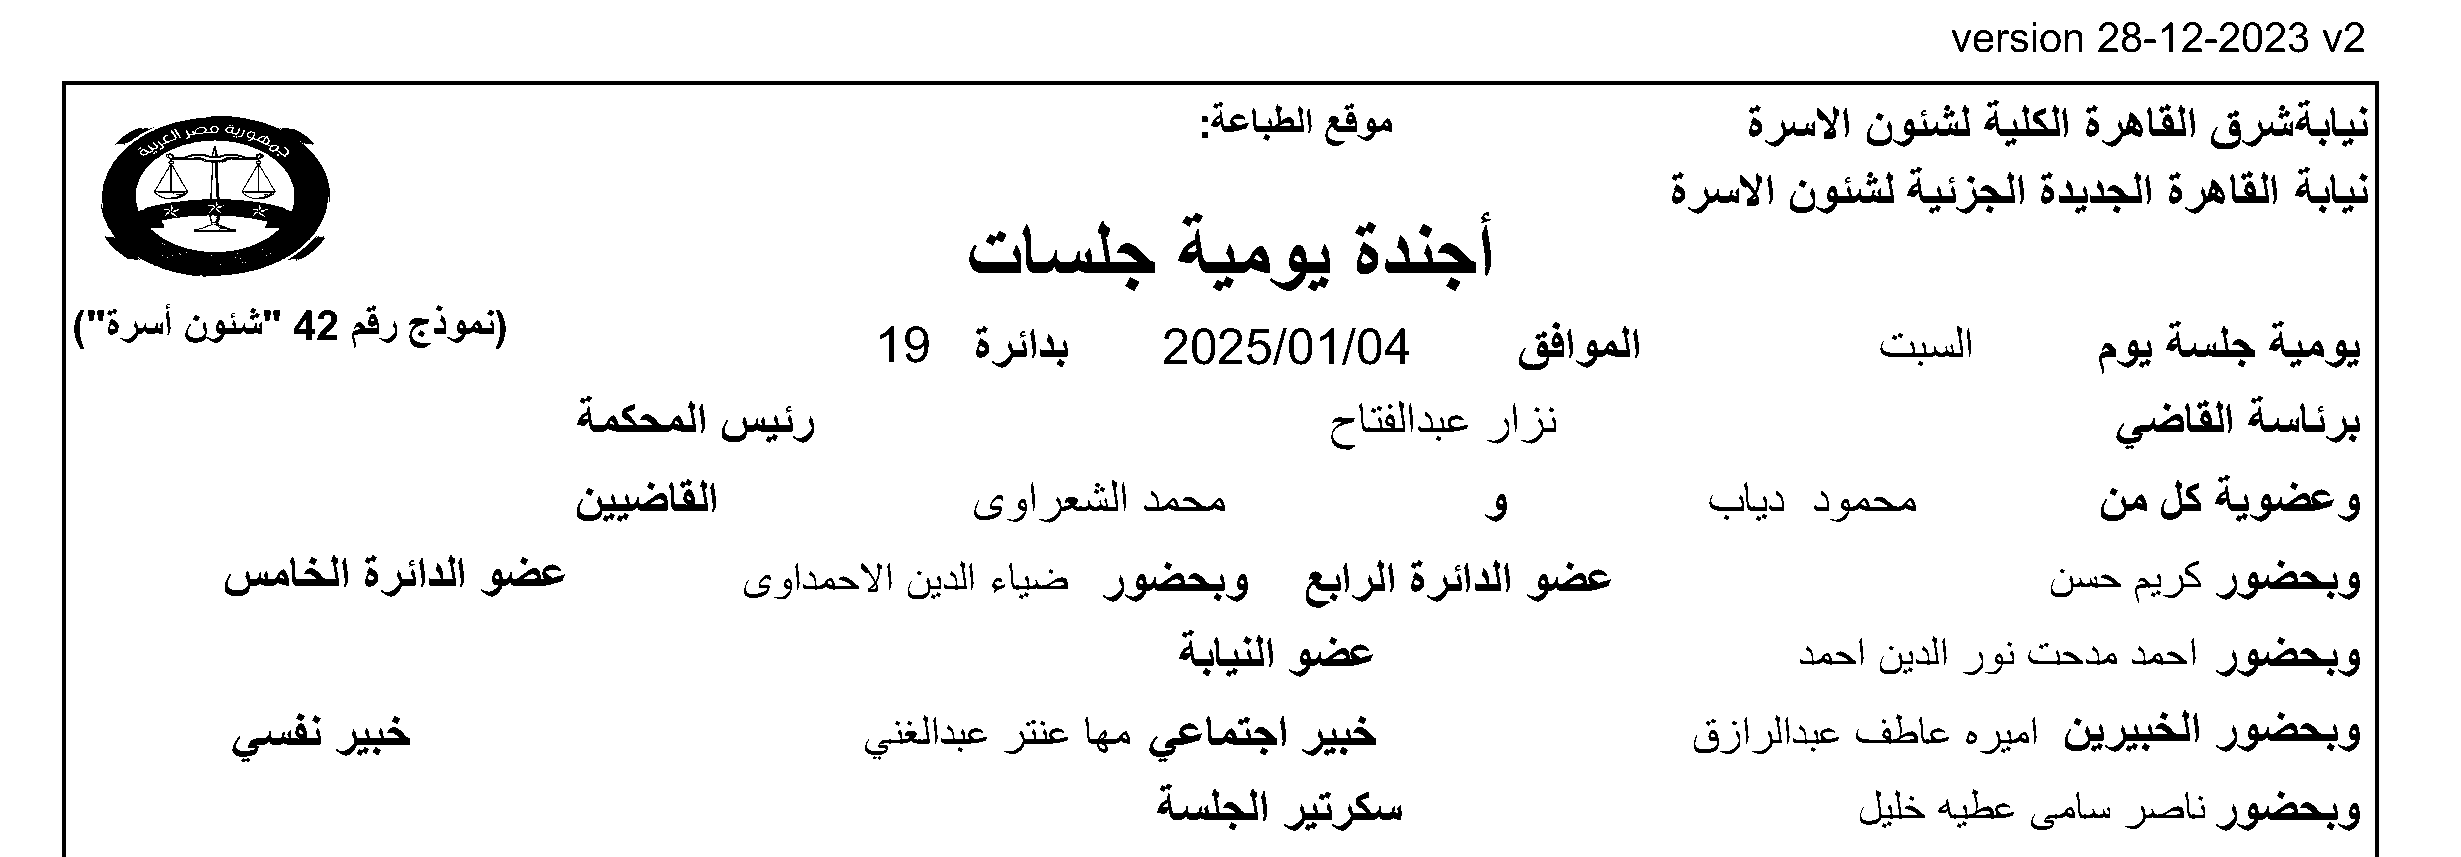 version 28-12-2023 v2
نيابةشرق القاهرة الكلية لشئون الاسرة موقع الطباعة:
جمهورية مصر العربية
نيابة القاهرة الجديدة الجزئية لشئون الاسرة
أجندة يومية جلسات
(نموذج رقم 42 "شئون أسرة")
يومية جلسة يوم السبت الموافق 2025/01/04 بدائرة 19
برئاسة القاضي نزار عبدالفتاح رئيس المحكمة
وعضوية كل من محمود دياب و محمد الشعراوى القاضيين
وبحضور كريم حسن عضو الدائرة الرابع وبحضور ضياء الدين الاحمداوى عضو الدائرة الخامس
وبحضور احمد مدحت نور الدين احمد عضو النيابة
وبحضور الخبيرين اميره عاطف عبدالرازق خبير اجتماعي مها عنتر عبدالغني خبير نفسي
وبحضور ناصر سامى عطيه خليل سكرتير الجلسة